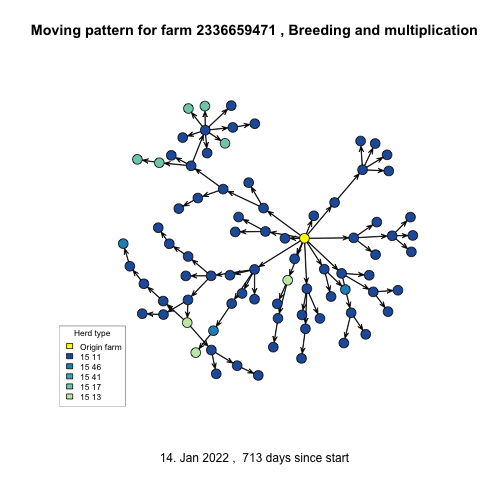 Moving pattern for farm 2336659471 , Breeding and multiplication
Herd type
Origin farm
15 11
15 46
15 41
15 17
15 13
14. Jan 2022 ,  713 days since start